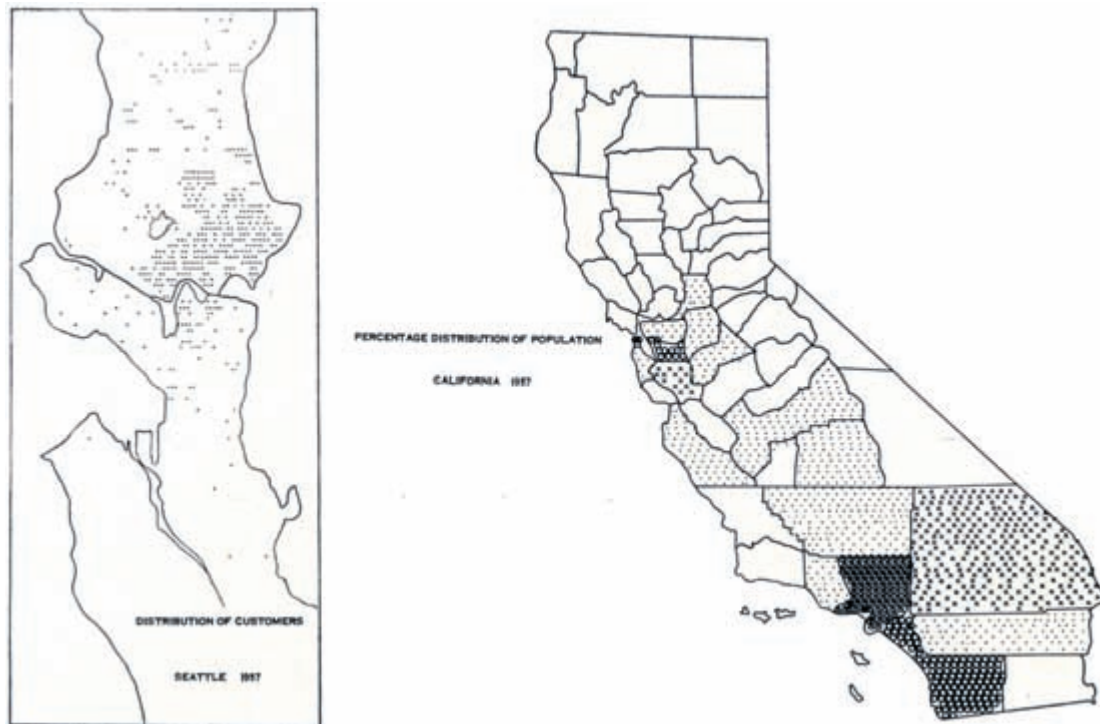 DISTRIBUTION OF CUSTOMERS
SEATTLE 1957
PERCENTAGE DISTRIBUTION OF POPULATION
CALIFORNIA 1957